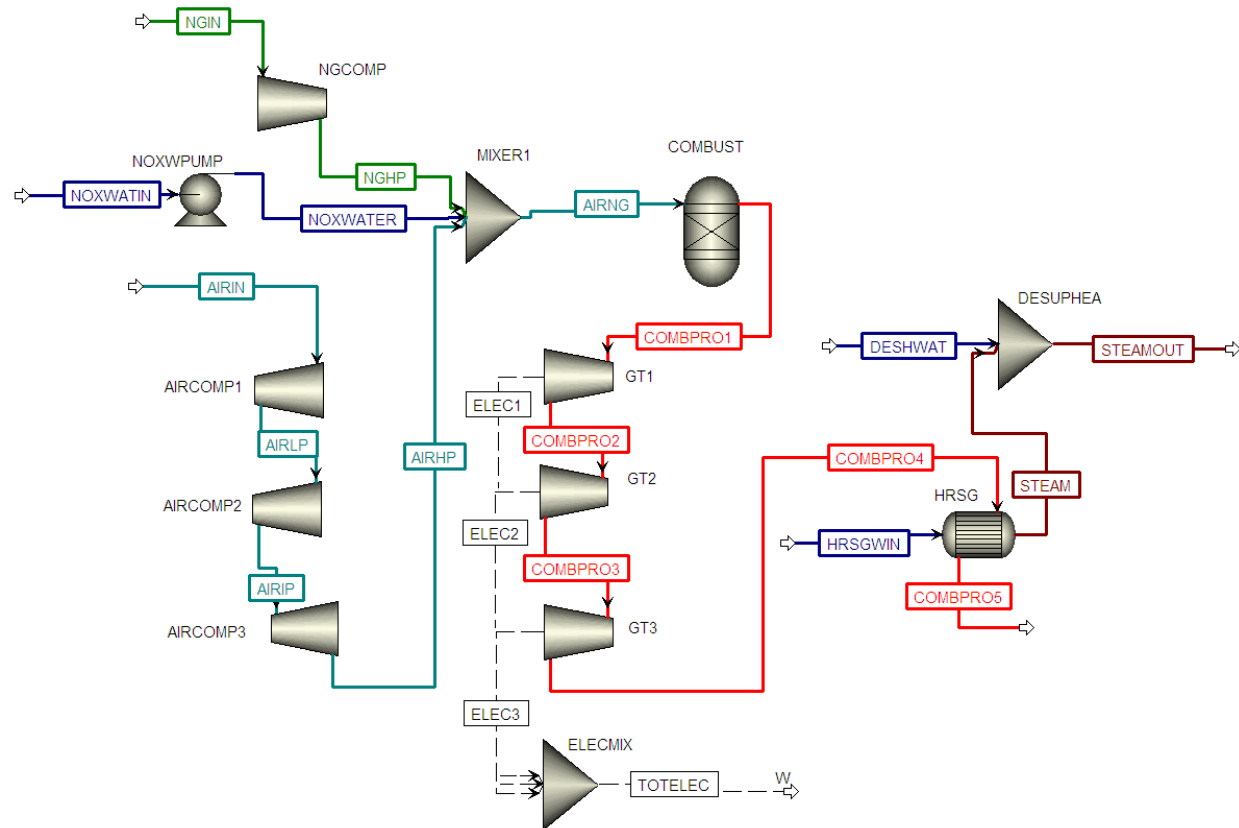 NGIN
NGCOMP
NOXWPUMP
MIXER1
COMBUST
NGHP
NOXWATIN
NOXWATER
AIRNG
AIRIN
DESUPHEA
COMBPRO1
DESHWAT
STEAMOUT
AIRCOMP1
GT1
ELEC1
AIRLP
COMBPRO2
AIRHP
COMBPRO4
GT2
STEAM
AIRCOMP2
HRSG
ELEC2
HRSGWIN
COMBPRO3
AIRIP
COMBPRO5
AIRCOMP3
GT3
ELEC3
ELECMIX
TOTELEC
W